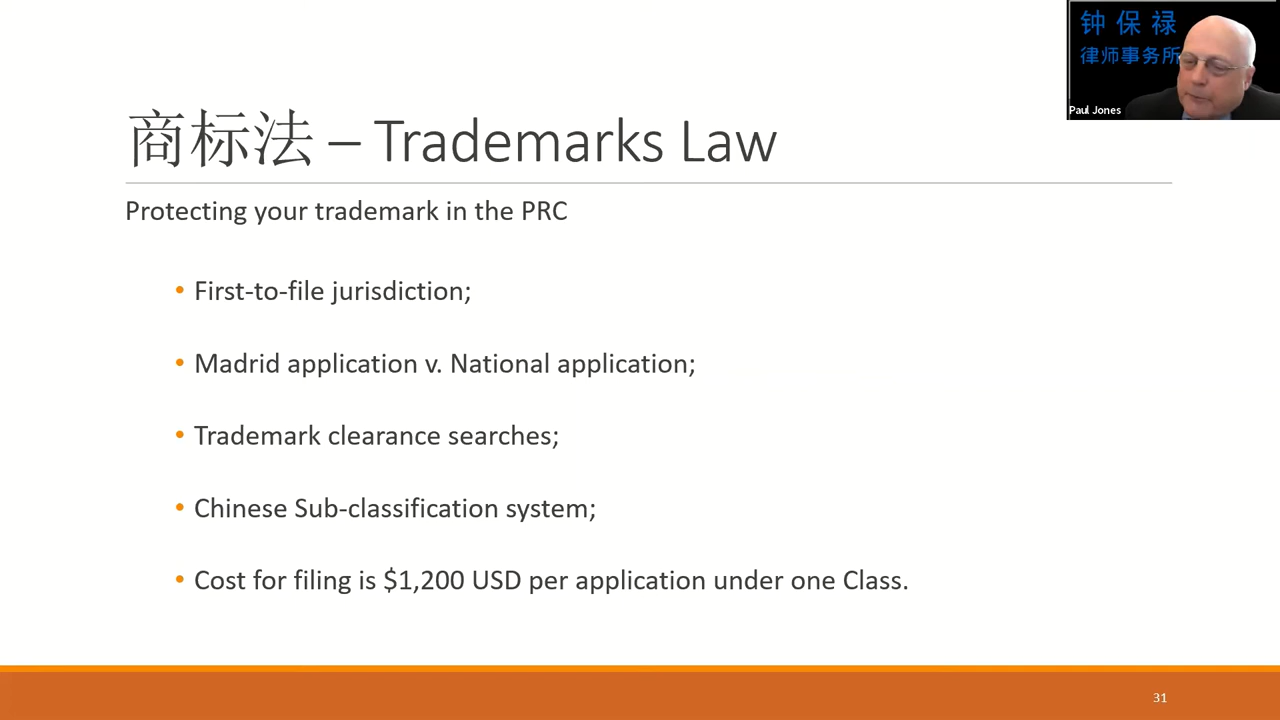 钟保禄
律师事务所
Paul Jones
商标法 – Trademarks Law
Protecting your trademark in the PRC
• First-to-file jurisdiction;
• Madrid application v. National application;
• Trademark clearance searches;
• Chinese Sub-classification system;
• Cost for filing is $1,200 USD per application under one Class.
31